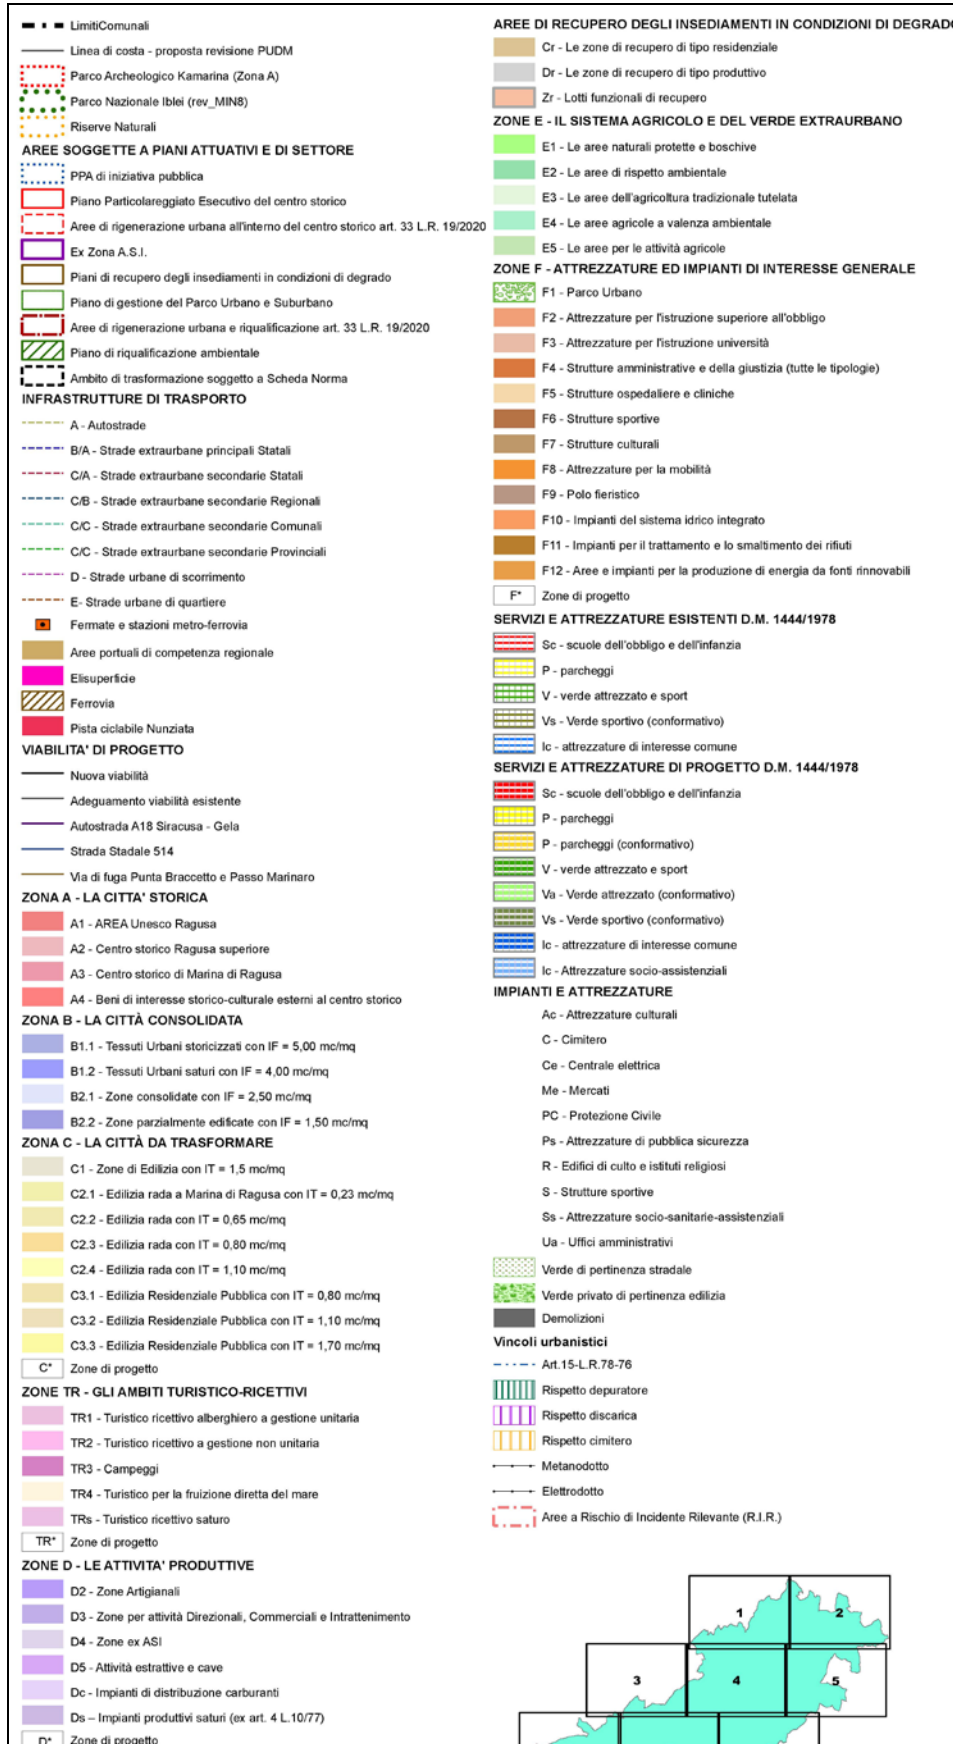 LimitiComunali
Linea di costa - proposta revisione PUDM
Parco Archeologico Kamarina (Zona A)
Parco Nazionale Iblei (rev_MIN8)
Riserve Naturali
AREE SOGGETTE A PIANI ATTUATIVI E DI SETTORE
PPA di iniziativa pubblica
Piano Particolareggiato Esecutivo del centro storico
Aree di rigenerazione urbana all'interno del centro storico art. 33 L.R. 19/2020
Ex Zona A.S.I.
Piani di recupero degli insediamenti in condizioni di degrado
Piano di gestione del Parco Urbano e Suburbano
Aree di rigenerazione urbana e riqualificazione art. 33 L.R. 19/2020
Piano di riqualificazione ambientale
Ambito di trasformazione soggetto a Scheda Norma
INFRASTRUTTURE DI TRASPORTO
A - Autostrade
B/A - Strade extraurbane principali Statali
C/A - Strade extraurbane secondarie Statali
C/B - Strade extraurbane secondarie Regionali
C/C - Strade extraurbane secondarie Comunali
C/C - Strade extraurbane secondarie Provinciali
D - Strade urbane di scorrimento
E- Strade urbane di quartiere
Fermate e stazioni metro-ferrovia
Aree portuali di competenza regionale
Elisuperficie
Ferrovia
Pista ciclabile Nunziata
VIABILITA' DI PROGETTO
Nuova viabilità
Adeguamento viabilità esistente
Autostrada A18 Siracusa - Gela
Strada Stadale 514
Via di fuga Punta Braccetto e Passo Marinaro
ZONA A - LA CITTA' STORICA
A1 - AREA Unesco Ragusa
A2 - Centro storico Ragusa superiore
A3 - Centro storico di Marina di Ragusa
A4 - Beni di interesse storico-culturale esterni al centro storico
ZONA B - LA CITTÀ CONSOLIDATA
B1.1 - Tessuti Urbani storicizzati con IF = 5,00 mc/mq
B1.2 - Tessuti Urbani saturi con IF = 4,00 mc/mq
B2.1 - Zone consolidate con IF = 2,50 mc/mq
B2.2 - Zone parzialmente edificate con IF = 1,50 mc/mq
ZONA C - LA CITTÀ DA TRASFORMARE
C1 - Zone di Edilizia con IT = 1,5 mc/mq
C2.1 - Edilizia rada a Marina di Ragusa con IT = 0,23 mc/mq
C2.2 - Edilizia rada con IT = 0,65 mc/mq
C2.3 - Edilizia rada con IT = 0,80 mc/mq
C2.4 - Edilizia rada con IT = 1,10 mc/mq
C3.1 - Edilizia Residenziale Pubblica con IT = 0,80 mc/mq
C3.2 - Edilizia Residenziale Pubblica con IT = 1,10 mc/mq
C3.3 - Edilizia Residenziale Pubblica con IT = 1,70 mc/mq
C* Zone di progetto
ZONE TR - GLI AMBITI TURISTICO-RICETTIVI
TR1 - Turistico ricettivo alberghiero a gestione unitaria
TR2 - Turistico ricettivo a gestione non unitaria
TR3 - Campeggi
TR4 - Turistico per la fruizione diretta del mare
TRs - Turistico ricettivo saturo
TR* Zone di progetto
ZONE D - LE ATTIVITA' PRODUTTIVE
D2 - Zone Artigianali
D3 - Zone per attività Direzionali, Commerciali e Intrattenimento
D4 - Zone ex ASI
D5 - Attività estrattive e cave
Dc - Impianti di distribuzione carburanti
Ds – Impianti produttivi saturi (ex art. 4 L.10/77)
D* Zone di progetto
AREE DI RECUPERO DEGLI INSEDIAMENTI IN CONDIZIONI DI DEGRADO
Cr - Le zone di recupero di tipo residenziale
Dr - Le zone di recupero di tipo produttivo
Zr - Lotti funzionali di recupero
ZONE E - IL SISTEMA AGRICOLO E DEL VERDE EXTRAURBANO
E1 - Le aree naturali protette e boschive
E2 - Le aree di rispetto ambientale
E3 - Le aree dell'agricoltura tradizionale tutelata
E4 - Le aree agricole a valenza ambientale
E5 - Le aree per le attività agricole
ZONE F - ATTREZZATURE ED IMPIANTI DI INTERESSE GENERALE
F1 - Parco Urbano
F2 - Attrezzature per l'istruzione superiore all'obbligo
F3 - Attrezzature per l'istruzione università
F4 - Strutture amministrative e della giustizia (tutte le tipologie)
F5 - Strutture ospedaliere e cliniche
F6 - Strutture sportive
F7 - Strutture culturali
F8 - Attrezzature per la mobilità
F9 - Polo fieristico
F10 - Impianti del sistema idrico integrato
F11 - Impianti per il trattamento e lo smaltimento dei rifiuti
F12 - Aree e impianti per la produzione di energia da fonti rinnovabili
F* Zone di progetto
SERVIZI E ATTREZZATURE ESISTENTI D.M. 1444/1978
Sc - scuole dell'obbligo e dell'infanzia
P - parcheggi
V - verde attrezzato e sport
Vs - Verde sportivo (conformativo)
Ic - attrezzature di interesse comune
SERVIZI E ATTREZZATURE DI PROGETTO D.M. 1444/1978
Sc - scuole dell'obbligo e dell'infanzia
P - parcheggi
P - parcheggi (conformativo)
V - verde attrezzato e sport
Va - Verde attrezzato (conformativo)
Vs - Verde sportivo (conformativo)
Ic - attrezzature di interesse comune
Ic - Attrezzature socio-assistenziali
IMPIANTI E ATTREZZATURE
Ac - Attrezzature culturali
C - Cimitero
Ce - Centrale elettrica
Me - Mercati
PC - Protezione Civile
Ps - Attrezzature di pubblica sicurezza
R - Edifici di culto e istituti religiosi
S - Strutture sportive
Ss - Attrezzature socio-sanitarie-assistenziali
Ua - Uffici amministrativi
Verde di pertinenza stradale
Verde privato di pertinenza edilizia
Demolizioni
Vincoli urbanistici
Art.15-L.R.78-76
Rispetto depuratore
Rispetto discarica
Rispetto cimitero
Metanodotto
Elettrodotto
Aree a Rischio di Incidente Rilevante (R.I.R.)
1
2
3
4
5